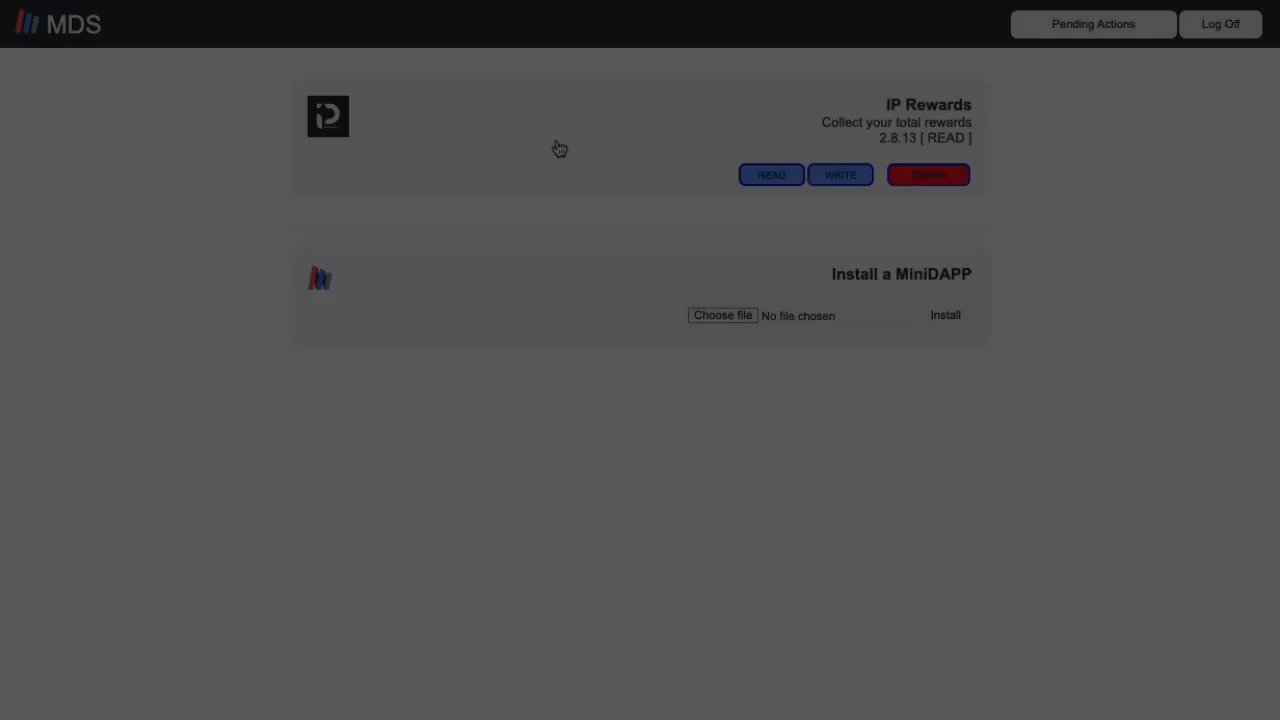 MDS
Pending Actions
Log Off
IP Rewards
Collect your total rewards
2.8.13 [ READ ]
READ
WRITE
Install a MiniDAPP
Choose file
No file chosen
Install